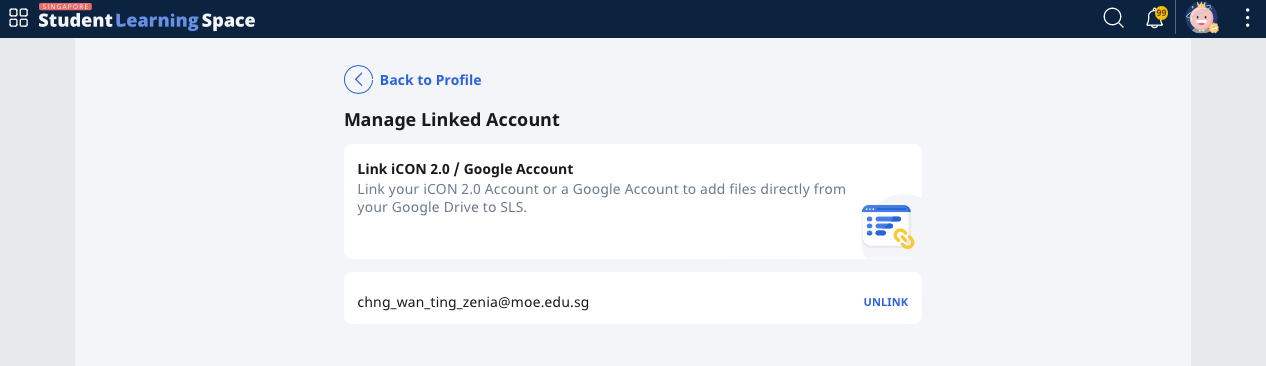 SINGAPORE
Student Learning Space
99
Back to Profile
Manage Linked Account
Link iCON 2.0 / Google Account
Link your iCON 2.0 Account or a Google Account to add files directly from
your Google Drive to SLS.
chng_wan_ting_zenia@moe.edu.sg UNLINK